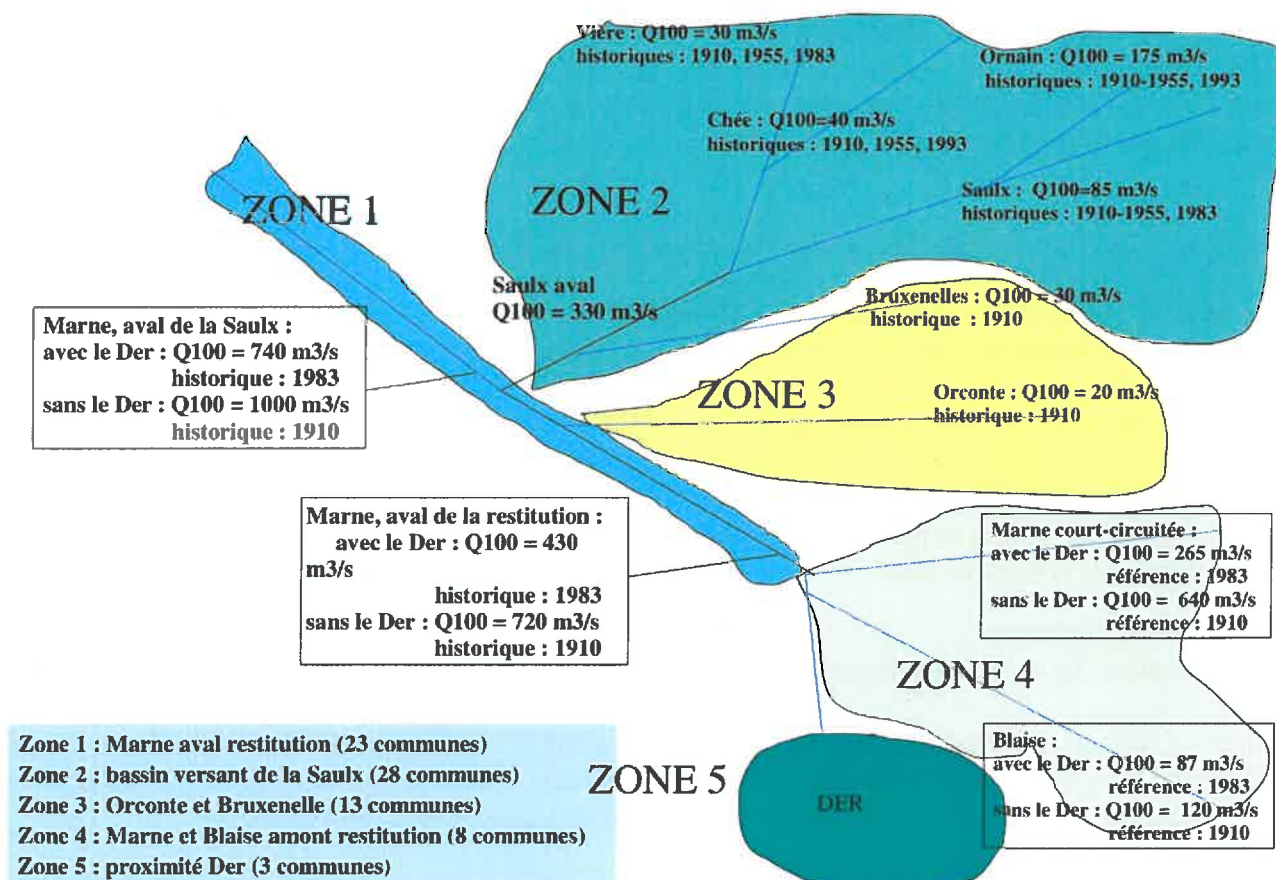 Vière : Q100 = 30 m3/s
historiques : 1910, 1955, 1983
Ornain : Q100 = 175 m3/s
historiques : 1910-1955, 1993
Chée : Q100=40 m3/s
historiques : 1910, 1955, 1993
ZONE 1
ZONE 2
Saulx : Q100=85 m3/s
historiques : 1910-1955, 1983
Saulx aval
Q100 = 330 m3/s
Bruxenelles : Q100 = 30 m3/s
historique : 1910
Marne, aval de la Saulx :
avec le Der : Q100 = 740 m3/s
historique : 1983
sans le Der : Q100 = 1000 m3/s
historique : 1910
ZONE 3
Orconte : Q100 = 20 m3/s
historique : 1910
Marne, aval de la restitution :
avec le Der : Q100 = 430
m3/s
historique : 1983
sans le Der : Q100 = 720 m3/s
historique : 1910
Marne court-circuitée :
avec le Der : Q100 = 265 m3/s
référence : 1983
sans le Der : Q100 = 640 m3/s
référence : 1910
ZONE 4
Blaise :
avec le Der : Q100 = 87 m3/s
référence : 1983
sans le Der : Q100 = 120 m3/s
référence : 1910
ZONE 5
DER
Zone 1 : Marne aval restitution (23 communes)
Zone 2 : bassin versant de la Saulx (28 communes)
Zone 3 : Orconte et Bruxenelle (13 communes)
Zone 4 : Marne et Blaise amont restitution (8 communes)
Zone 5 : proximité Der (3 communes)